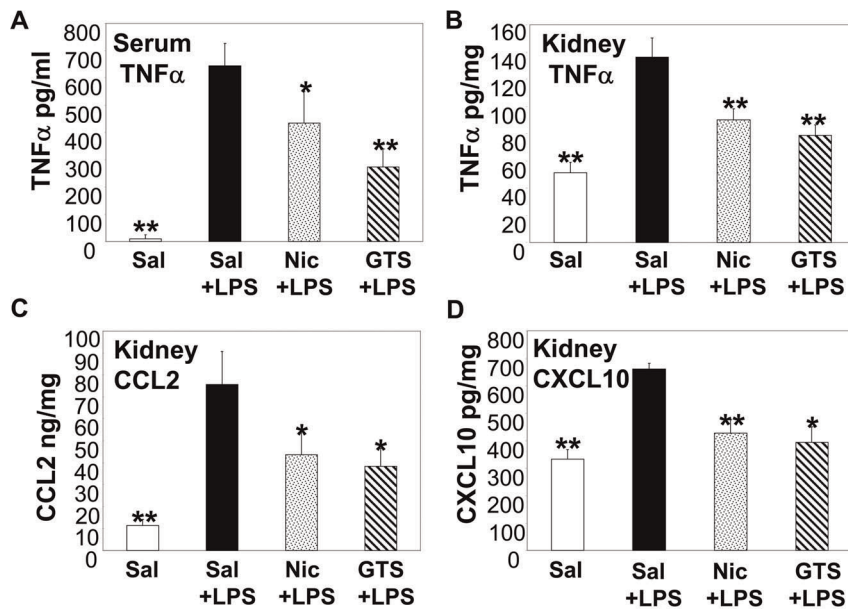 A
Serum
TNFα
TNFα pg/ml
800
700
600
500
400
300
200
100
0
**
*
**
Sal
Sal
+LPS
Nic
+LPS
GTS
+LPS
B
Kidney
TNFα
TNFα pg/mg
160
140
120
100
80
60
40
20
0
**
**
**
Sal
Sal
+LPS
Nic
+LPS
GTS
+LPS
C
Kidney
CCL2
CCL2 ng/mg
100
90
80
70
60
50
40
30
20
10
0
**
*
*
Sal
Sal
+LPS
Nic
+LPS
GTS
+LPS
D
Kidney
CXCL10
CXCL10 pg/mg
800
700
600
500
400
300
200
100
0
**
**
*
Sal
Sal
+LPS
Nic
+LPS
GTS
+LPS